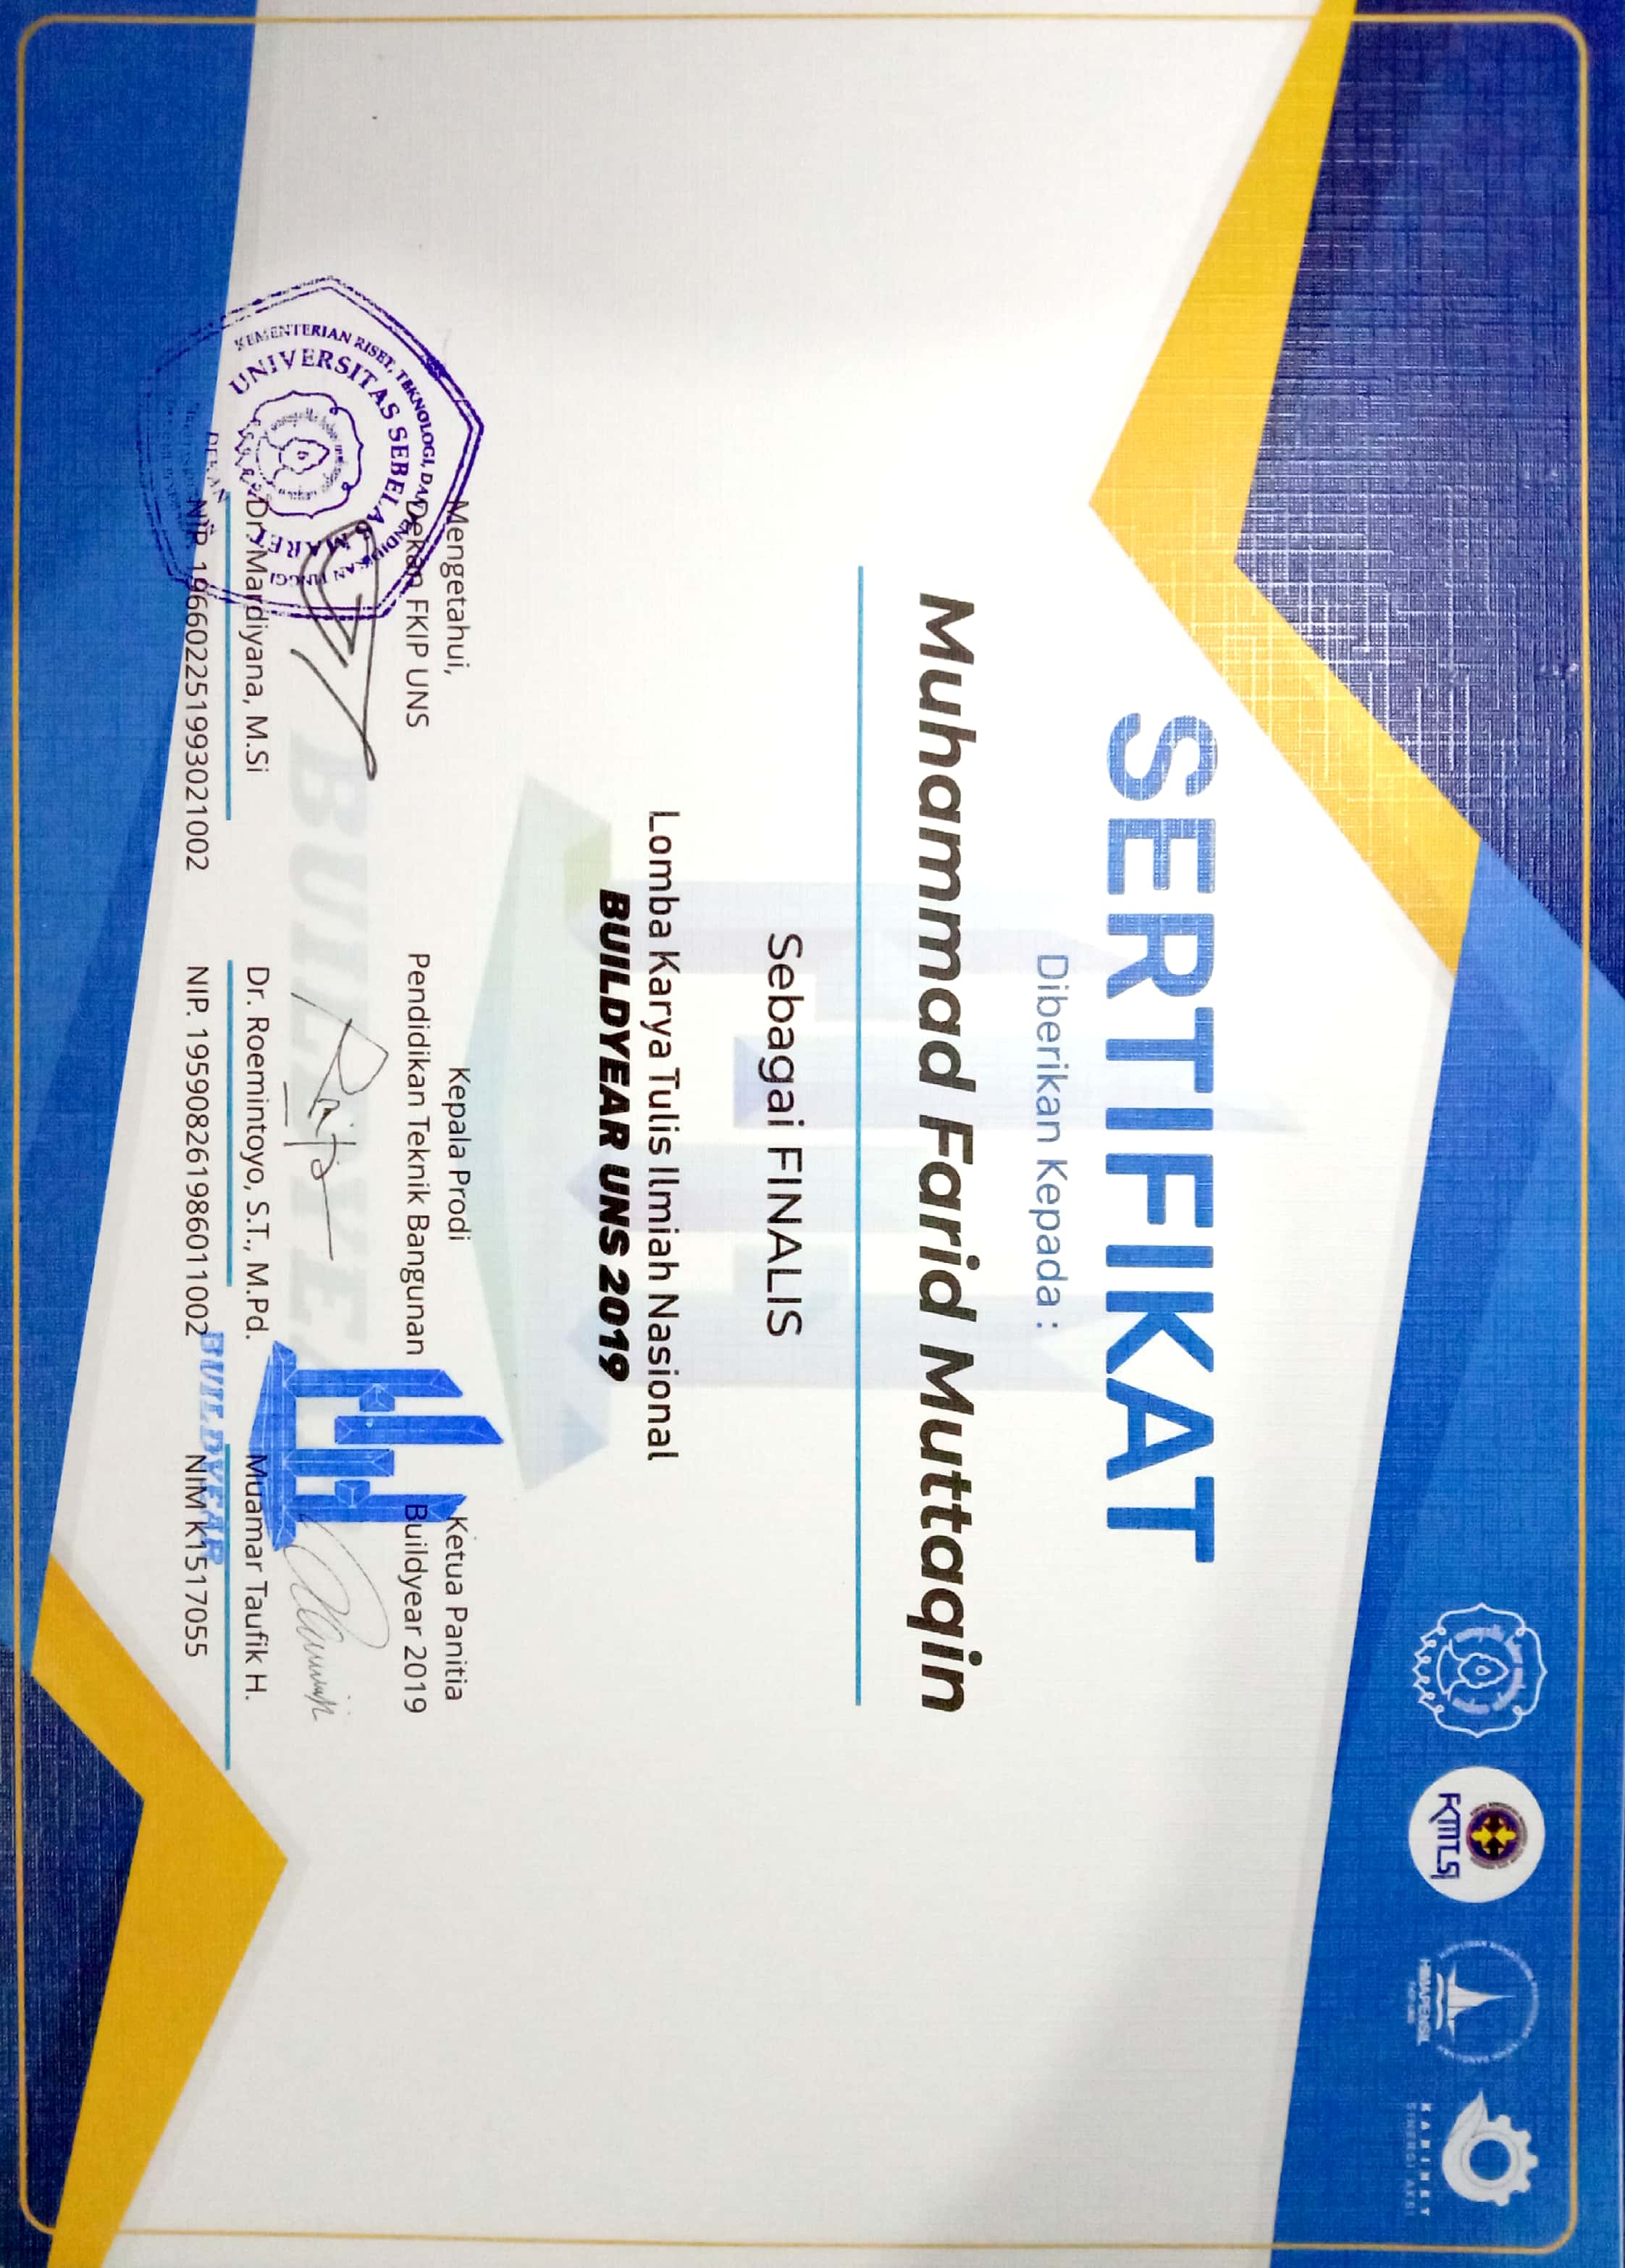 FKMTSI
HIMAPENSIL
FKIP UNS
KABINET
SINERGI AKSI
SERTIFIKAT
Diberikan Kepada :
Muhammad Farid Muttaqin
Sebagai FINALIS
Lomba Karya Tulis Ilmiah Nasional
BUILDYEAR UNS 2019
Mengetahui,
Dekan FKIP UNS
Dr. Mardiyana, M.Si
NIP. 196602251993021002
KEMENTERIAN RISET, TEKNOLOGI, DAN PENDIDIKAN TINGGI
UNIVERSITAS SEBELAS MARET
DEKAN
Kepala Prodi
Pendidikan Teknik Bangunan
Dr. Roemintoyo, S.T., M.Pd.
NIP. 195908261986011002
Ketua Panitia
Buildyear 2019
Muamar Taufik H.
NIM K1517055
BUILDYEAR
BUILDYEAR